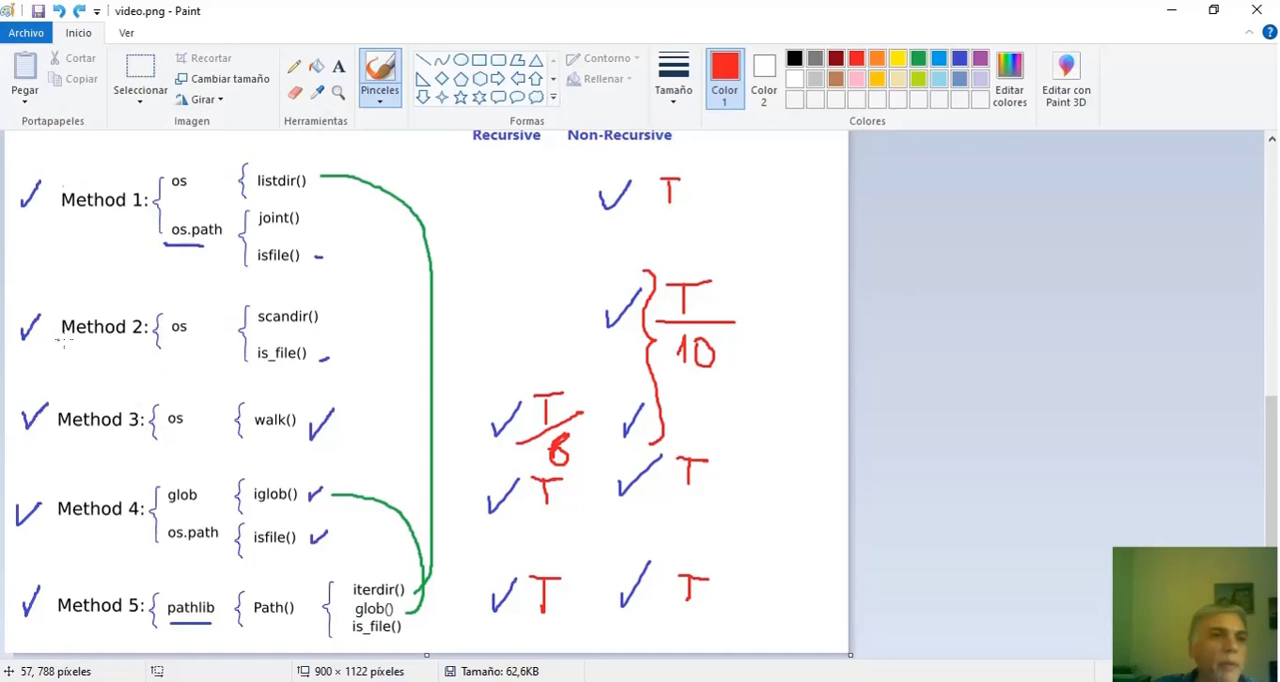 video.png - Paint
Archivo Inicio Ver
Pegar
Cortar
Copiar
Portapapeles
Seleccionar
Recortar
Cambiar tamaño
Girar
Imagen
A
Herramientas
Pinceles
Contorno
Rellenar
Formas
Tamaño
Color 1
Color 2
Editar colores
Colores
Editar con Paint 3D
Recursive Non-Recursive
Method 1: os listdir() T
os.path joint()
isfile()
Method 2: os scandir() T
is_file() 10
Method 3: os walk() T
6
Method 4: glob iglob() T T
os.path isfile()
Method 5: pathlib Path() iterdir() T T
glob()
is_file()
57, 788 píxeles 900 × 1122 píxeles Tamaño: 62,6KB